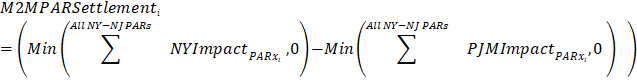 M2MPARSettlement_i
= ( Min ( ∑^{All NY−NJ PARs} NYImpact_{PARx_i} ,0 ) − Min ( ∑^{All NY−NJ PARs} PJMImpact_{PARx_i} ,0 ) )